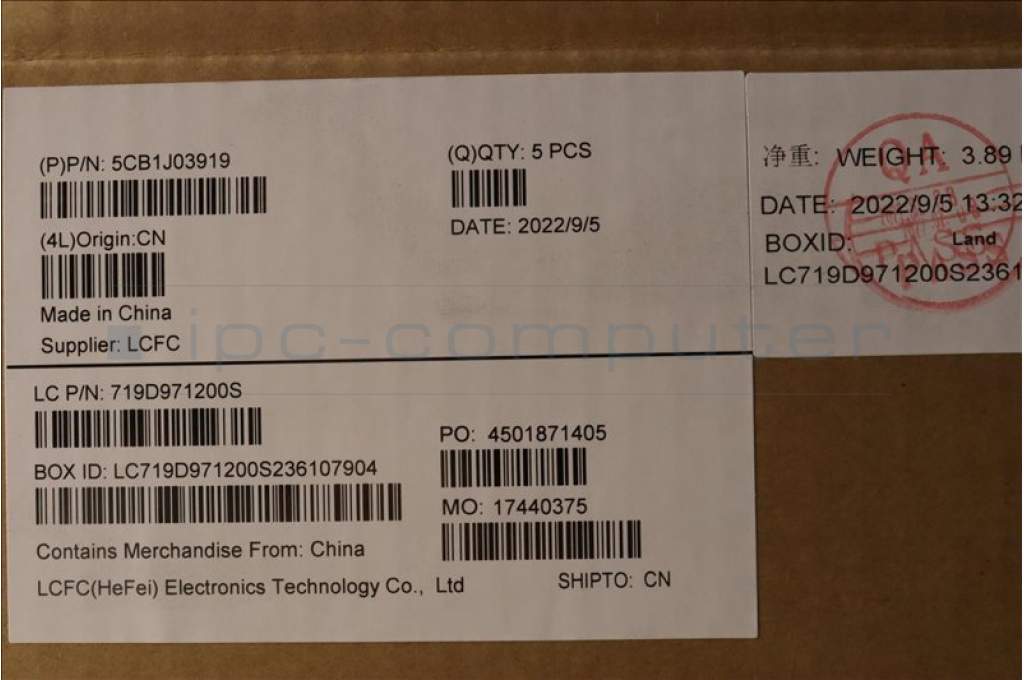 (P)P/N: 5CB1J03919
(Q)QTY: 5 PCS
DATE: 2022/9/5
(4L)Origin:CN
Made in China
Supplier: LCFC
净重: WEIGHT: 3.89
DATE: 2022/9/5 13:32
BOXID: Land
LC719D971200S2361
QA
PASS
ipc-computer
LC P/N: 719D971200S
BOX ID: LC719D971200S236107904
PO: 4501871405
MO: 17440375
Contains Merchandise From: China
LCFC(HeFei) Electronics Technology Co., Ltd
SHIPTO: CN